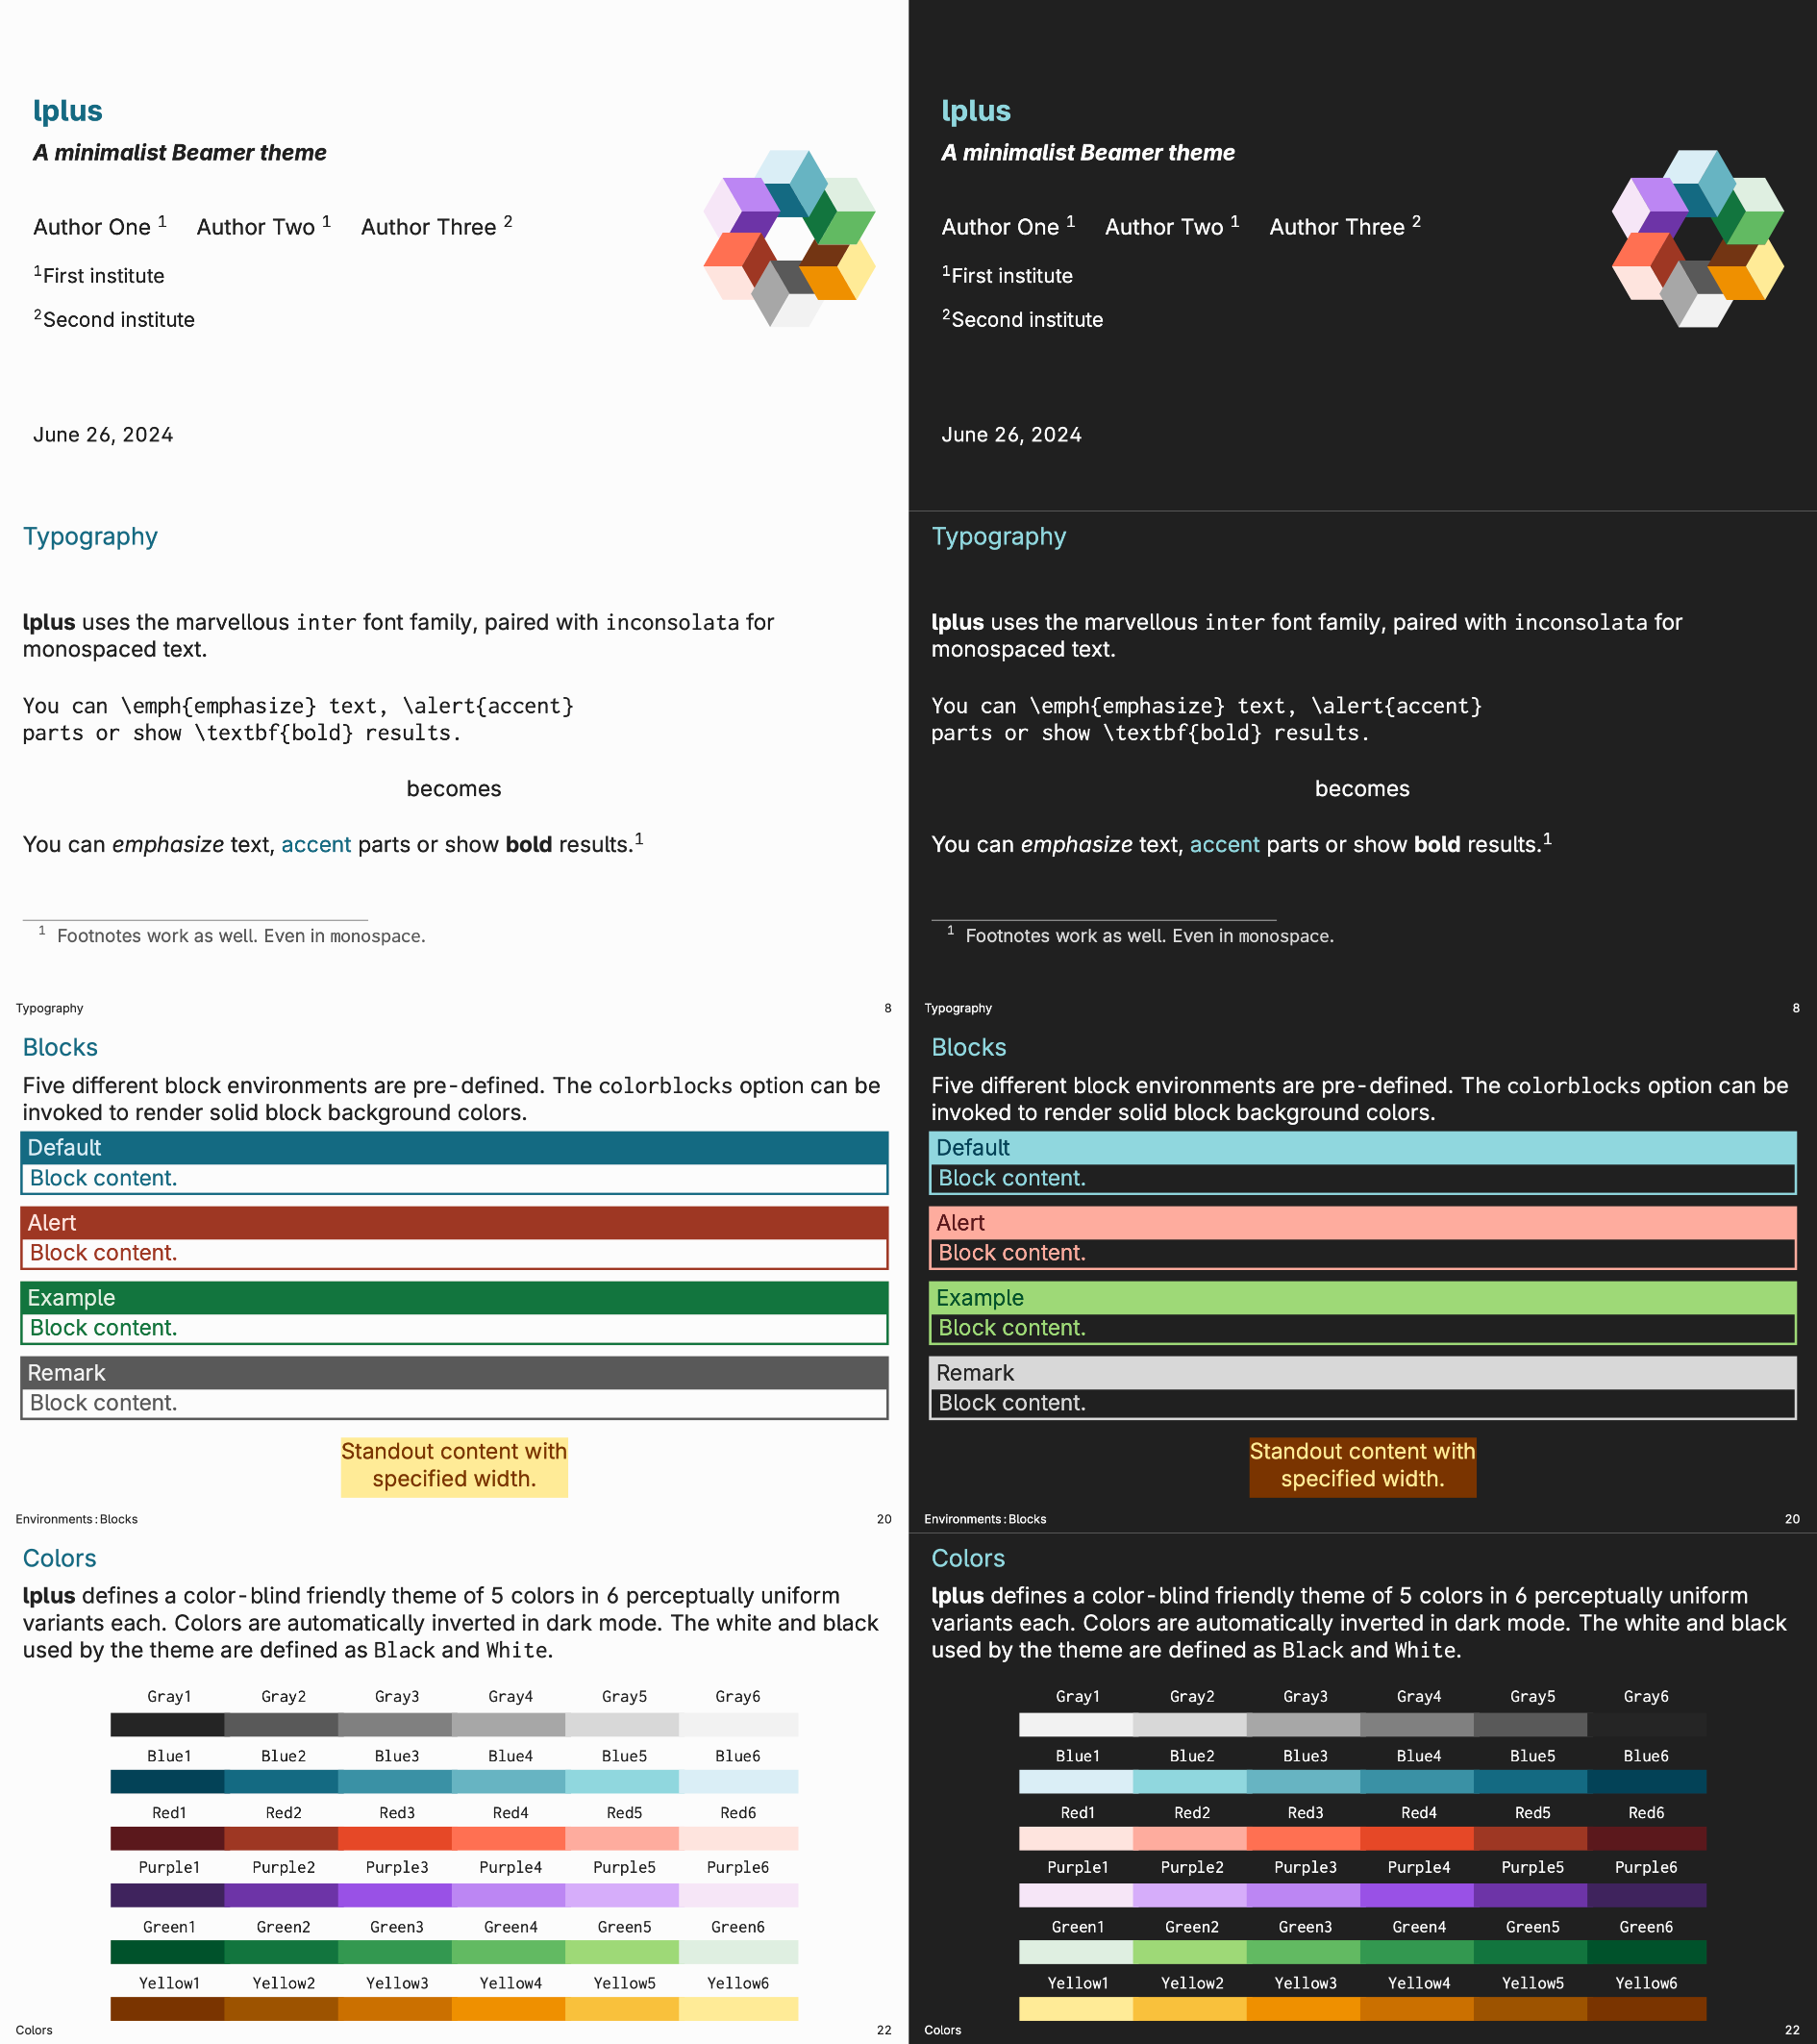 lplus
A minimalist Beamer theme
Author One 1 Author Two 1 Author Three 2
1First institute
2Second institute
June 26, 2024
lplus
A minimalist Beamer theme
Author One 1 Author Two 1 Author Three 2
1First institute
2Second institute
June 26, 2024
Typography
lplus uses the marvellous inter font family, paired with inconsolata for
monospaced text.
You can \emph{emphasize} text, \alert{accent}
parts or show \textbf{bold} results.
becomes
You can emphasize text, accent parts or show bold results.1
1 Footnotes work as well. Even in monospace.
Typography 8
Typography
lplus uses the marvellous inter font family, paired with inconsolata for
monospaced text.
You can \emph{emphasize} text, \alert{accent}
parts or show \textbf{bold} results.
becomes
You can emphasize text, accent parts or show bold results.1
1 Footnotes work as well. Even in monospace.
Typography 8
Blocks
Five different block environments are pre-defined. The colorblocks option can be
invoked to render solid block background colors.
Default
Block content.
Alert
Block content.
Example
Block content.
Remark
Block content.
Standout content with
specified width.
Environments: Blocks 20
Blocks
Five different block environments are pre-defined. The colorblocks option can be
invoked to render solid block background colors.
Default
Block content.
Alert
Block content.
Example
Block content.
Remark
Block content.
Standout content with
specified width.
Environments: Blocks 20
Colors
lplus defines a color-blind friendly theme of 5 colors in 6 perceptually uniform
variants each. Colors are automatically inverted in dark mode. The white and black
used by the theme are defined as Black and White.
Gray1 Gray2 Gray3 Gray4 Gray5 Gray6
Blue1 Blue2 Blue3 Blue4 Blue5 Blue6
Red1 Red2 Red3 Red4 Red5 Red6
Purple1 Purple2 Purple3 Purple4 Purple5 Purple6
Green1 Green2 Green3 Green4 Green5 Green6
Yellow1 Yellow2 Yellow3 Yellow4 Yellow5 Yellow6
Colors 22
Colors
lplus defines a color-blind friendly theme of 5 colors in 6 perceptually uniform
variants each. Colors are automatically inverted in dark mode. The white and black
used by the theme are defined as Black and White.
Gray1 Gray2 Gray3 Gray4 Gray5 Gray6
Blue1 Blue2 Blue3 Blue4 Blue5 Blue6
Red1 Red2 Red3 Red4 Red5 Red6
Purple1 Purple2 Purple3 Purple4 Purple5 Purple6
Green1 Green2 Green3 Green4 Green5 Green6
Yellow1 Yellow2 Yellow3 Yellow4 Yellow5 Yellow6
Colors 22